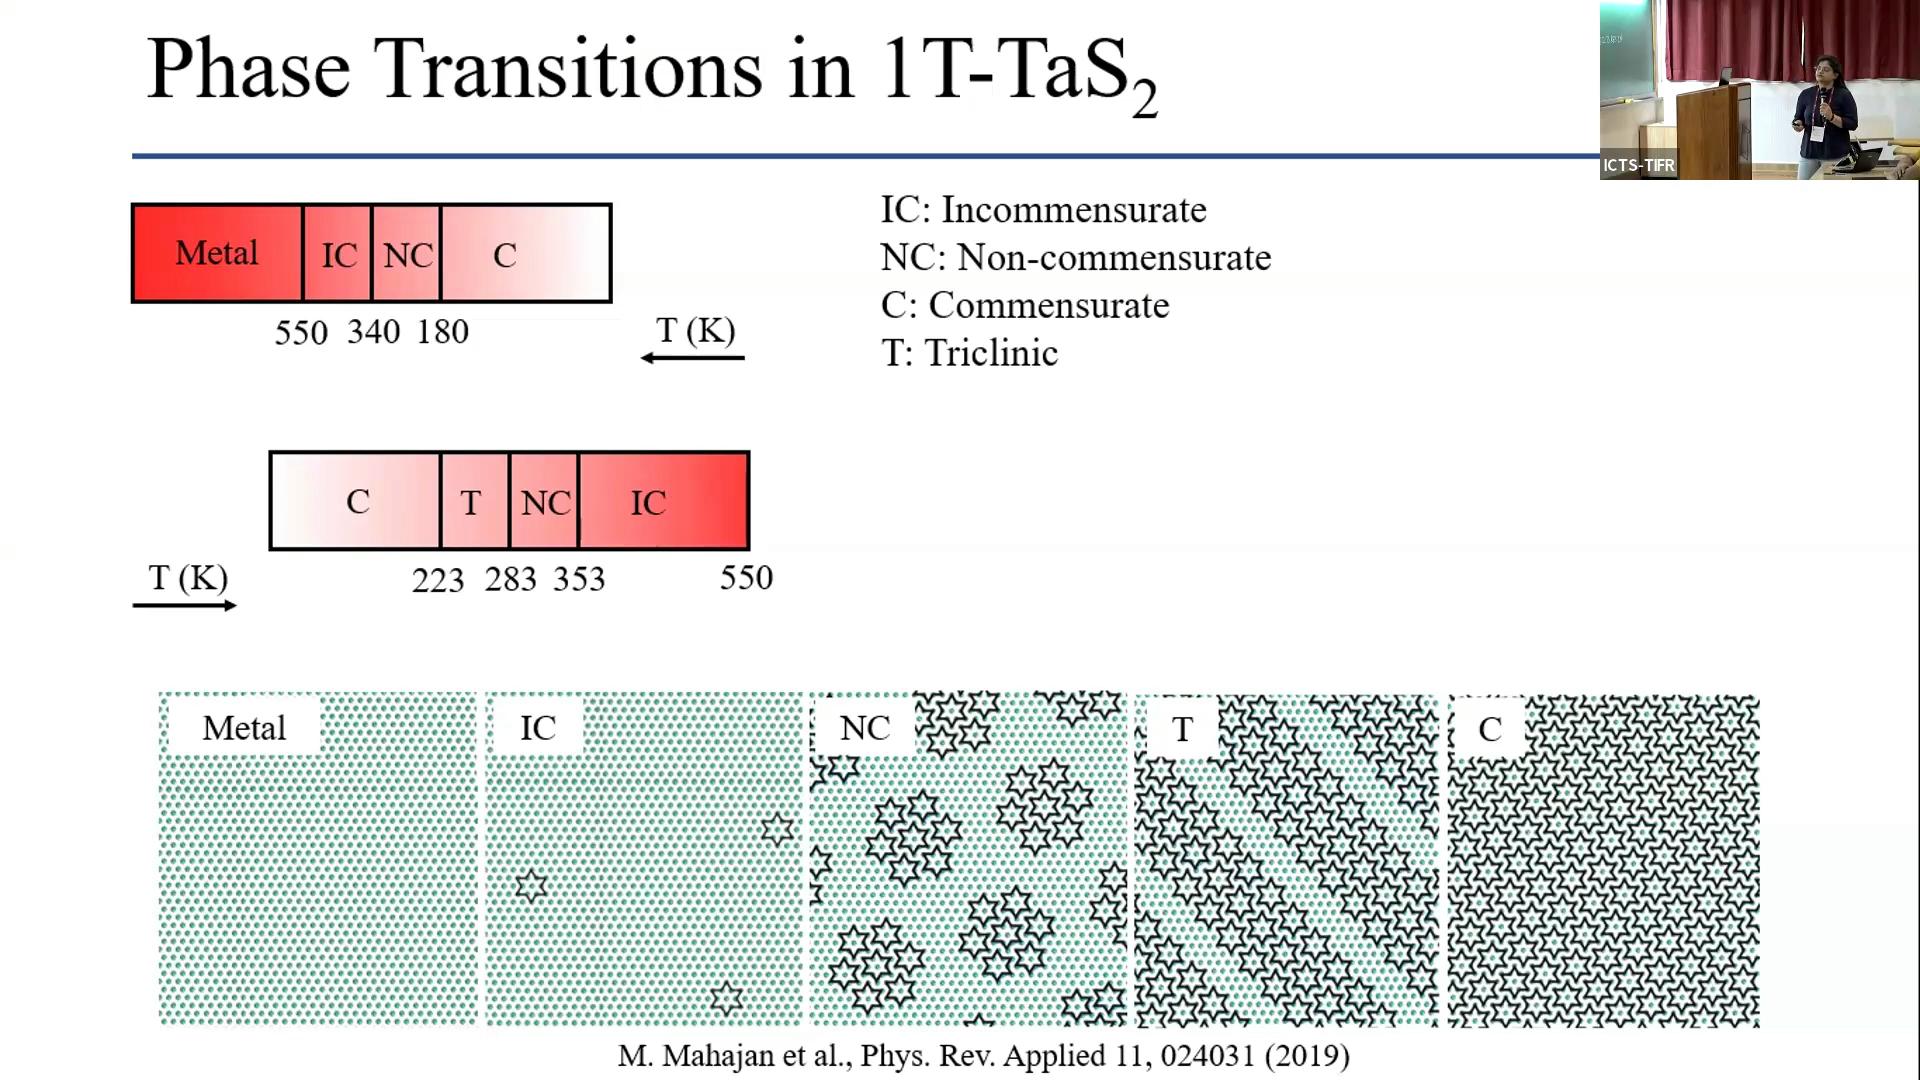 Phase Transitions in 1T-TaS₂
ICTS-TIFR
Metal IC NC C
550 340 180 T (K)
IC: Incommensurate
NC: Non-commensurate
C: Commensurate
T: Triclinic
C T NC IC
T (K) 223 283 353 550
Metal IC NC T C
M. Mahajan et al., Phys. Rev. Applied 11, 024031 (2019)